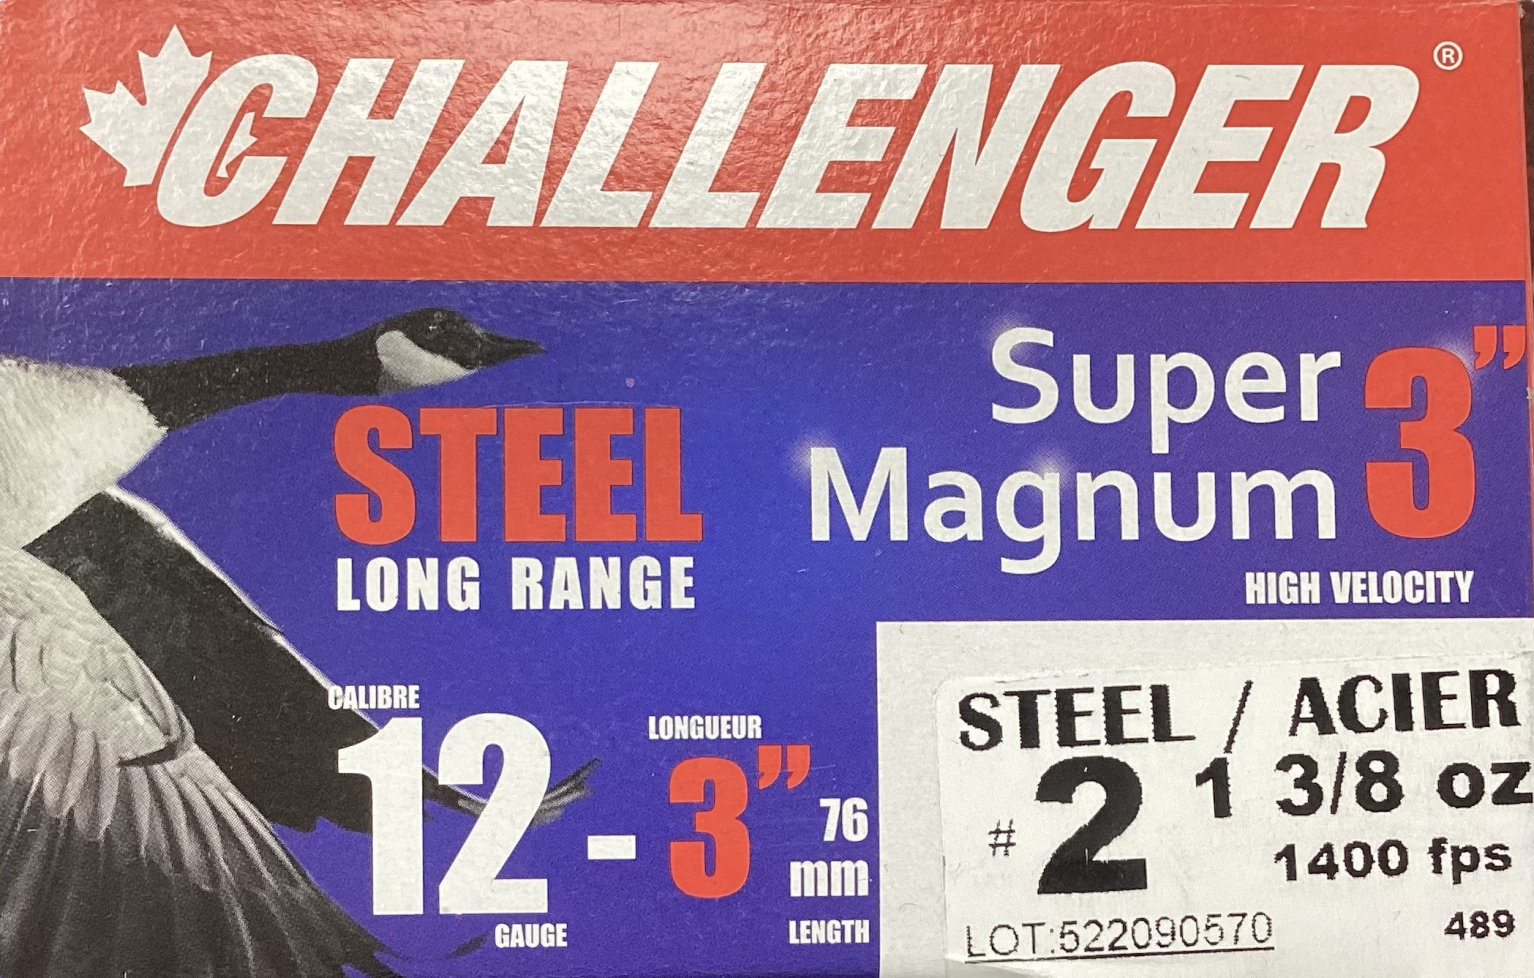 CHALLENGER®
Super
Magnum 3”
HIGH VELOCITY
STEEL
LONG RANGE
CALIBRE
12 - 3”
GAUGE
LONGUEUR
76
mm
LENGTH
STEEL / ACIER
# 2 1 3/8 oz
1400 fps
LOT:522090570
489